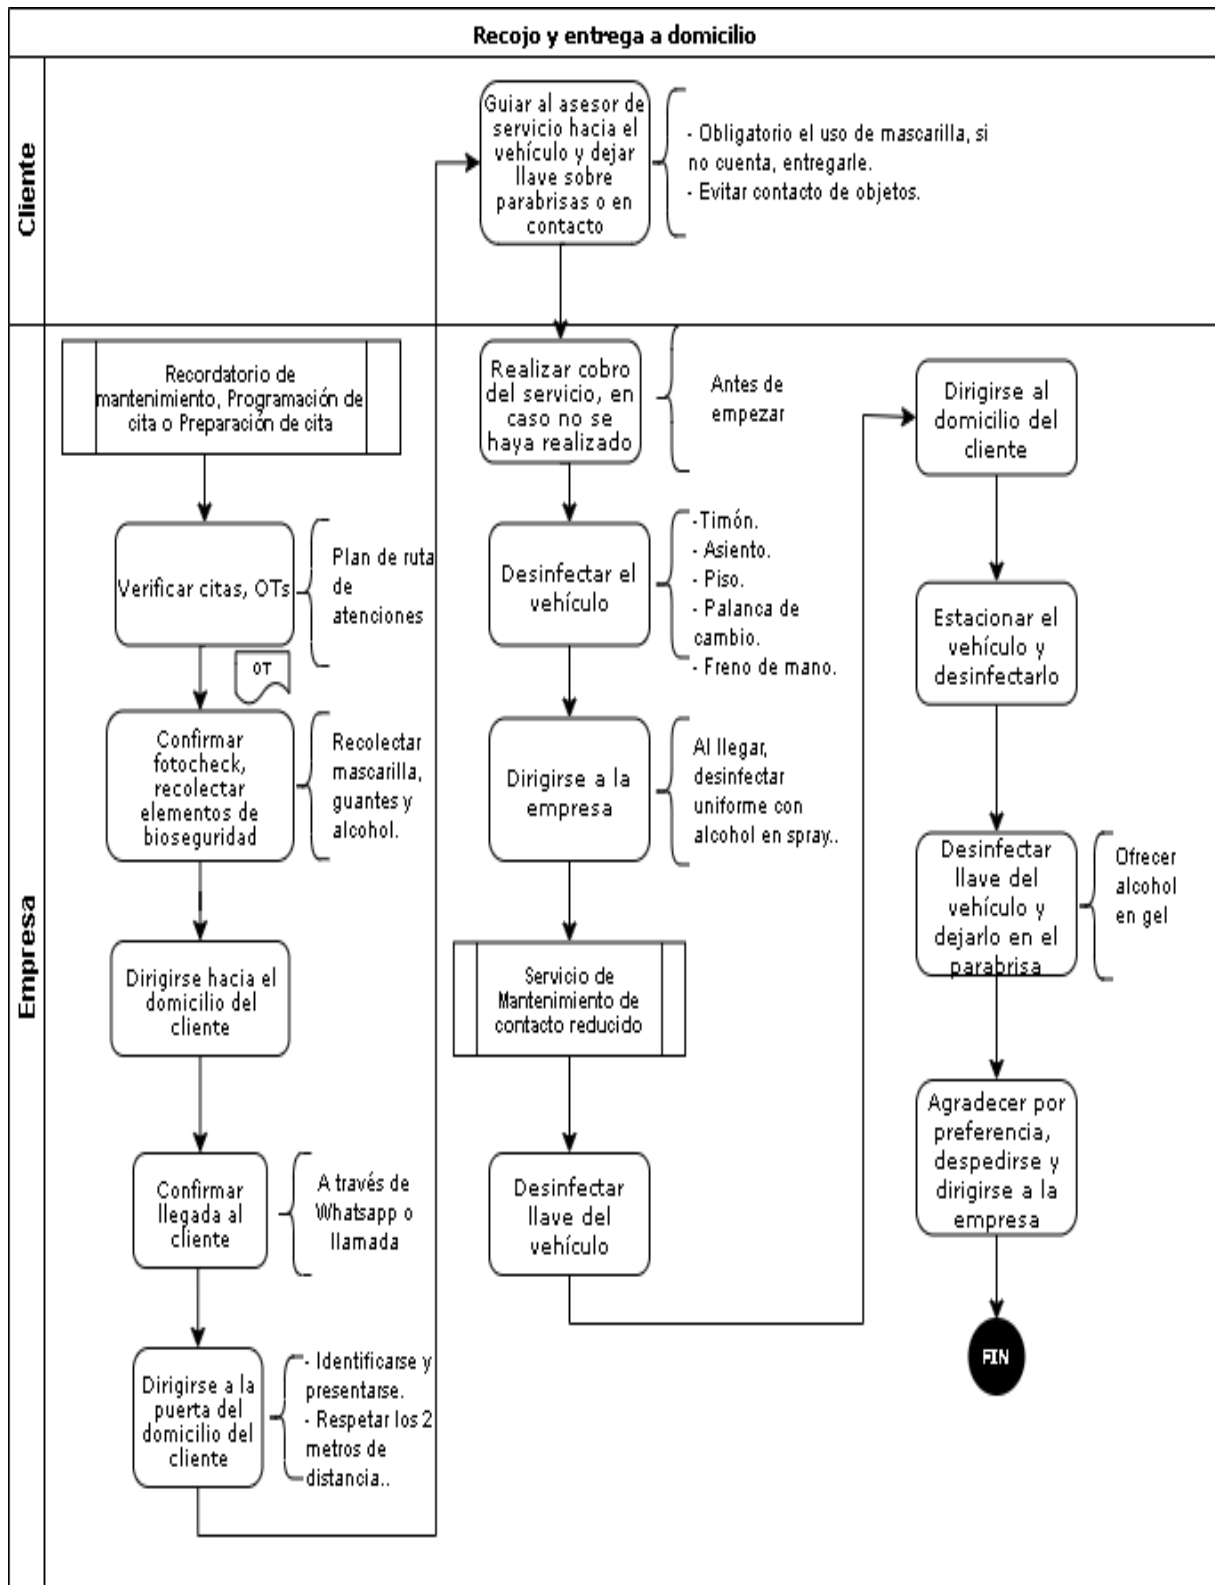 Recojo y entrega a domicilio
Cliente
Guiar al asesor de
servicio hacia el
vehículo y dejar
llave sobre
parabrisas o en
contacto
- Obligatorio el uso de mascarilla, si
no cuenta, entregarle.
- Evitar contacto de objetos.
Empresa
Recordatorio de
mantenimiento, Programación de
cita o Preparación de cita
Verificar citas, OTs
Plan de ruta
de
atenciones
OT
Confirmar
fotocheck,
recolectar
elementos de
bioseguridad
Recolectar
mascarilla,
guantes y
alcohol.
Dirigirse hacia el
domicilio del
cliente
Confirmar
llegada al
cliente
A través de
Whatsapp o
llamada
Dirigirse a la
puerta del
domicilio del
cliente
- Identificarse y
presentarse.
- Respetar los 2
metros de
distancia..
Realizar cobro
del servicio, en
caso no se
haya realizado
Antes de
empezar
Desinfectar el
vehículo
-Timón.
- Asiento.
- Piso.
- Palanca de
cambio.
- Freno de mano.
Dirigirse a la
empresa
Al llegar,
desinfectar
uniforme con
alcohol en spray..
Servicio de
Mantenimiento de
contacto reducido
Desinfectar
llave del
vehículo
Dirigirse al
domicilio del
cliente
Estacionar el
vehículo y
desinfectarlo
Desinfectar
llave del
vehículo y
dejarlo en el
parabrisa
Ofrecer
alcohol
en gel
Agradecer por
preferencia,
despedirse y
dirigirse a la
empresa
FIN